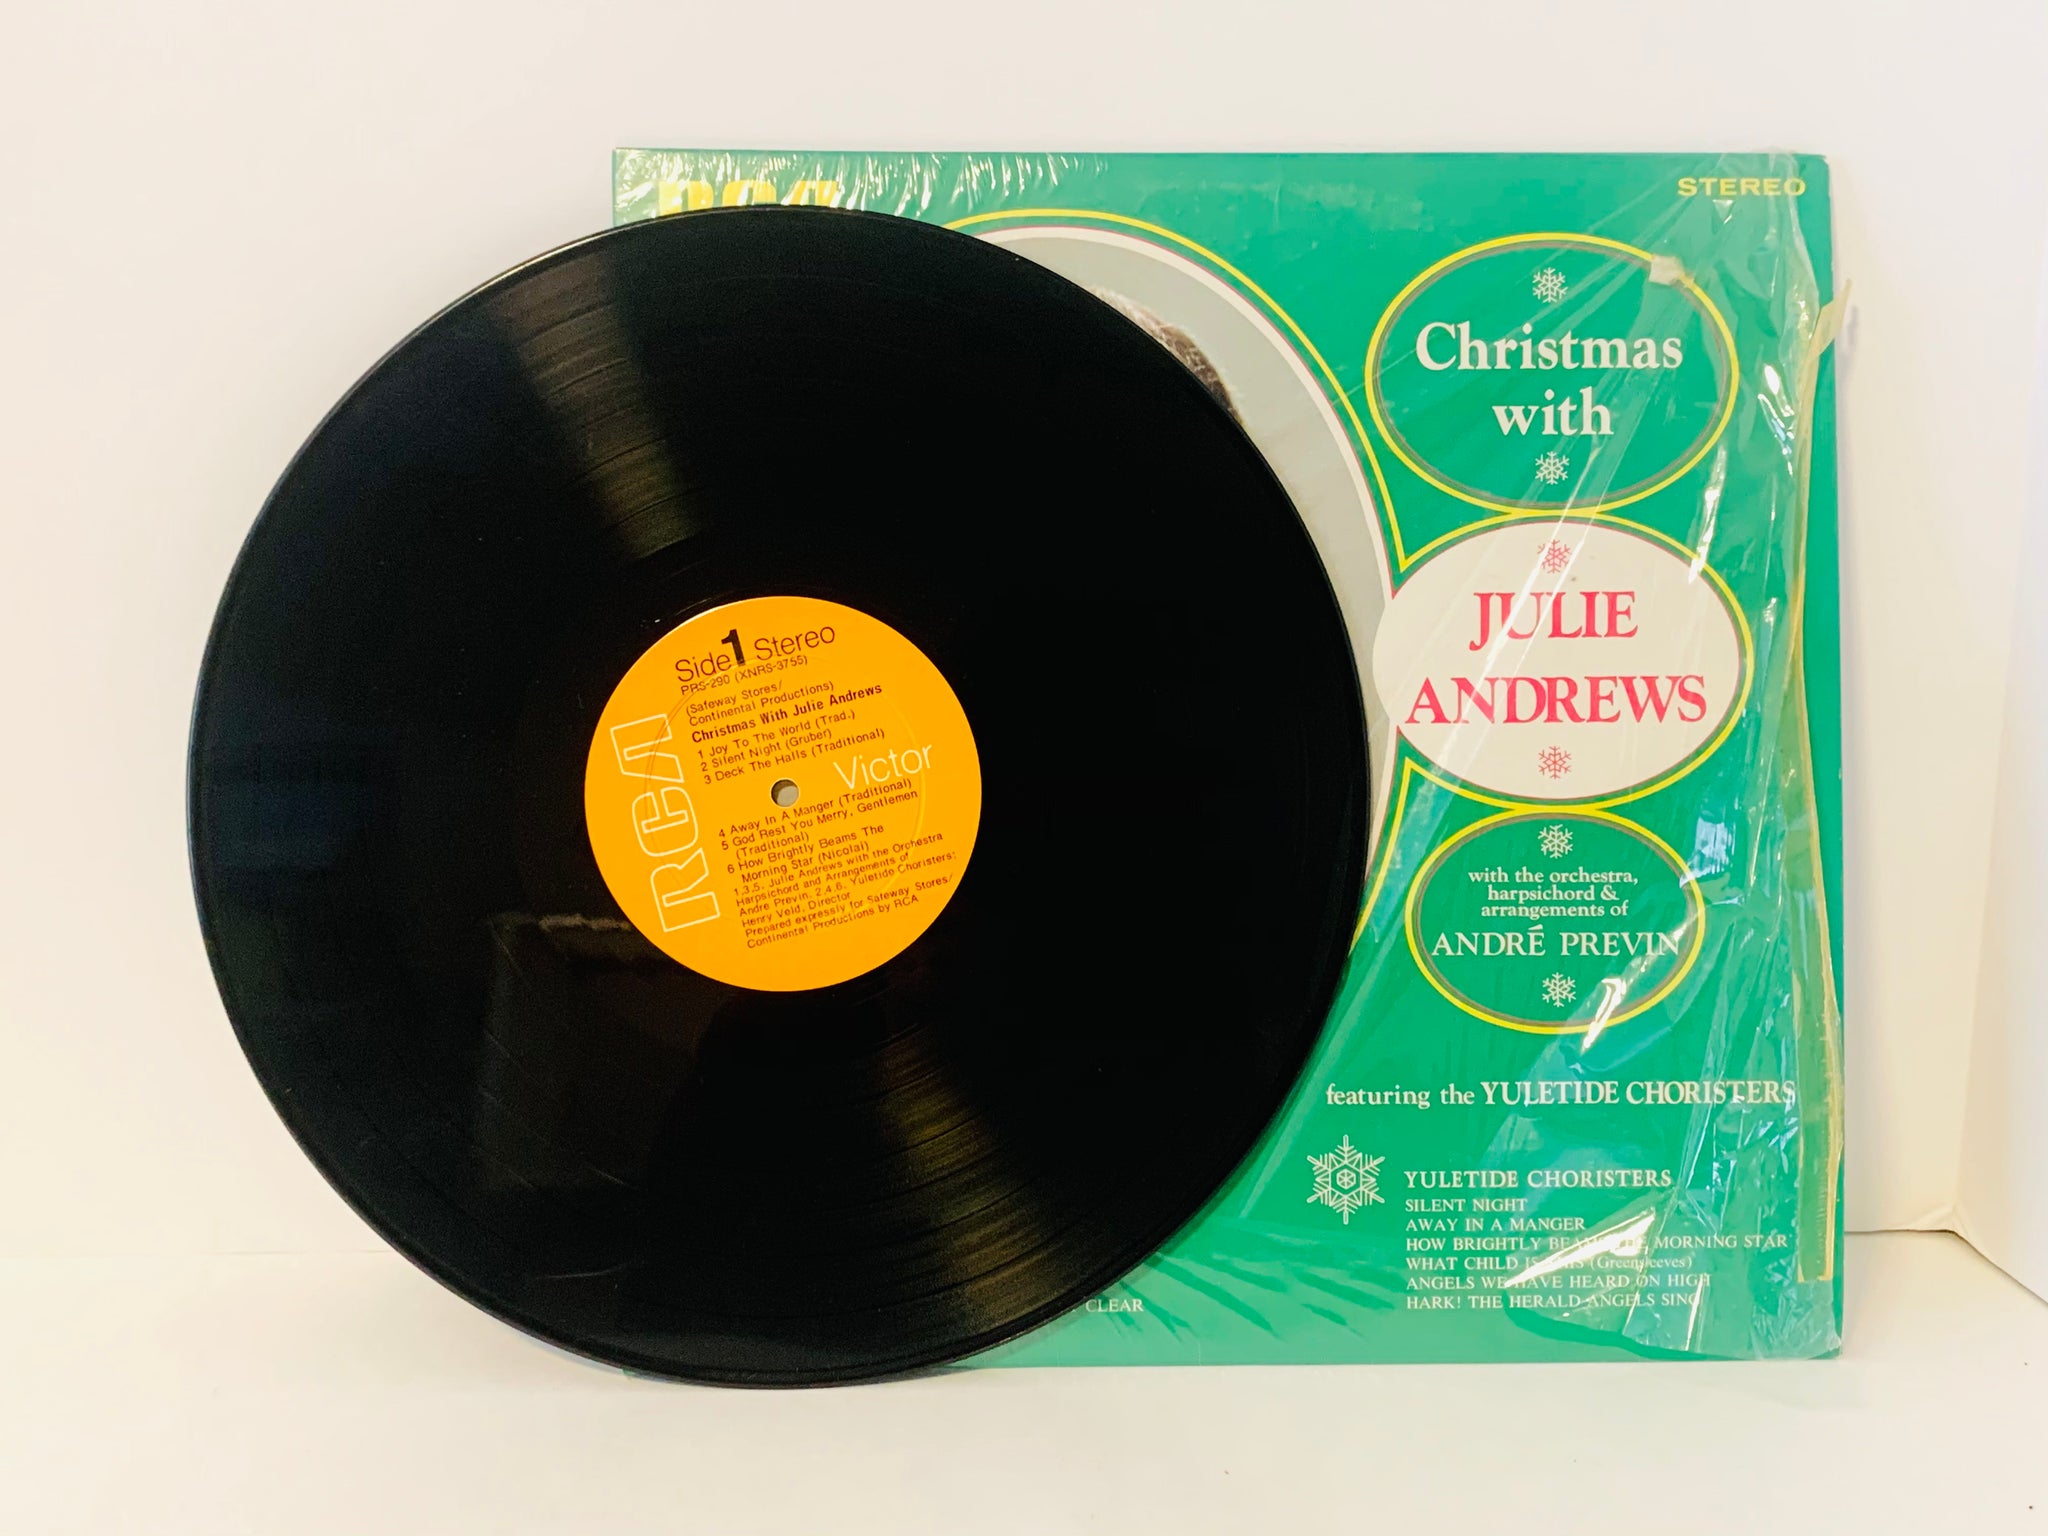 Side 1 Stereo
PRS-290 (XNRS-3755)
(Safeway Stores/
Continental Productions)
Christmas With Julie Andrews
1 Joy To The World (Trad.)
2 Silent Night (Gruber)
3 Deck The Halls (Traditional)
RCA
Victor
4 Away In A Manger (Traditional)
5 God Rest You Merry, Gentlemen
(Traditional)
6 How Brightly Beams The
Morning Star (Nicolai)
1,3,5. Julie Andrews with the Orchestra
Harpsichord and Arrangements of
Andre Previn. 2,4,6. Yuletide Choristers;
Henry Veld, Director
Prepared expressly for Safeway Stores/
Continental Productions by RCA
STEREO
Christmas
with
JULIE
ANDREWS
with the orchestra,
harpsichord &
arrangements of
ANDRÉ PREVIN
featuring the YULETIDE CHORISTERS
YULETIDE CHORISTERS
SILENT NIGHT
AWAY IN A MANGER
HOW BRIGHTLY BEAMS THE MORNING STAR
WHAT CHILD IS THIS (Greensleeves)
ANGELS WE HAVE HEARD ON HIGH
HARK! THE HERALD ANGELS SING
CLEAR